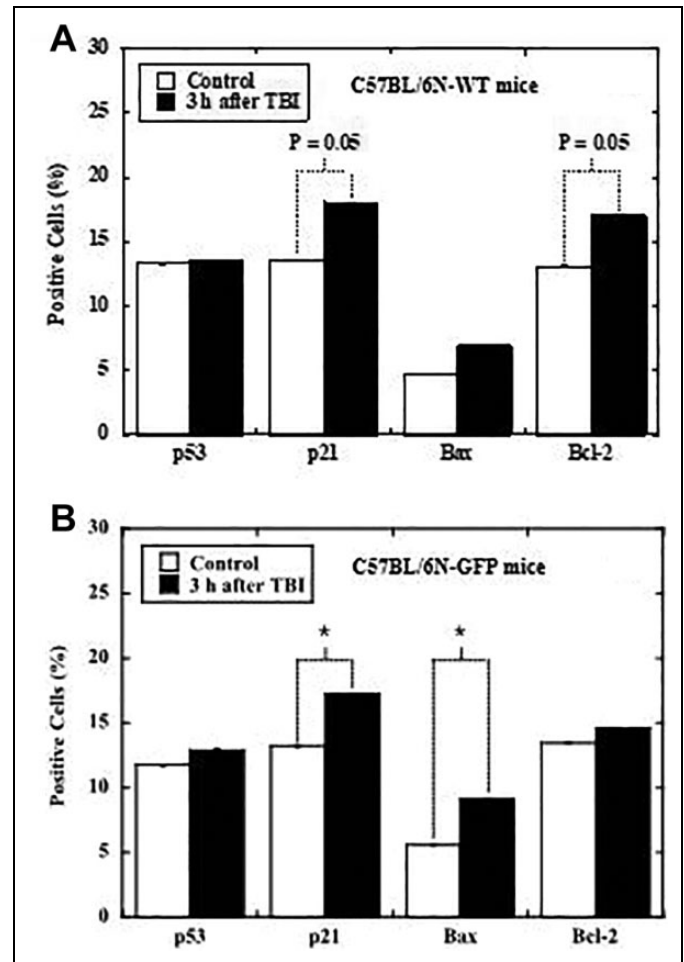 A
30
25
20
15
10
5
0
Positive Cells (%)
Control
3 h after TBI
C57BL/6N-WT mice
P = 0.05
P = 0.05
p53
p21
Bax
Bcl-2
B
30
25
20
15
10
5
0
Positive Cells (%)
Control
3 h after TBI
C57BL/6N-GFP mice
*
*
p53
p21
Bax
Bcl-2